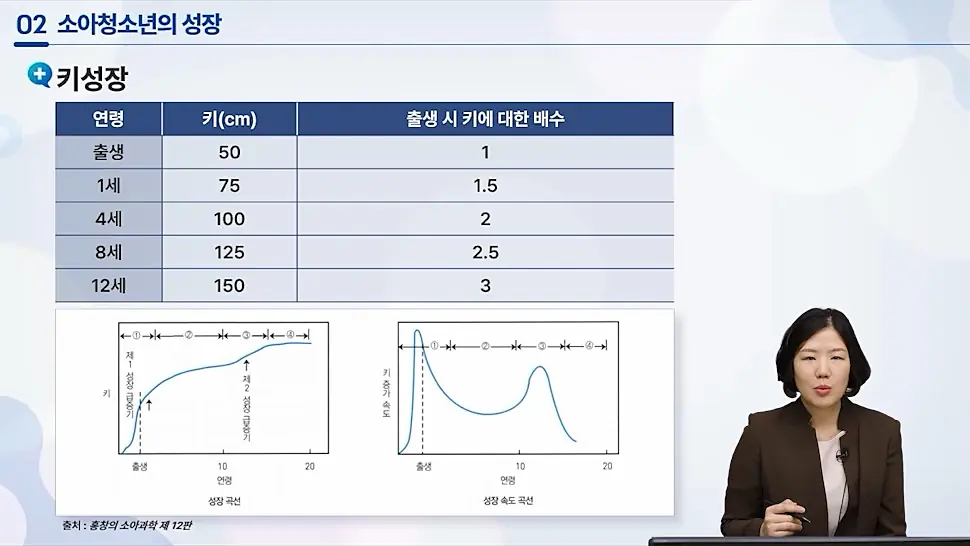 02 소아청소년의 성장
키성장
연령 키(cm) 출생 시 키에 대한 배수
출생 50 1
1세 75 1.5
4세 100 2
8세 125 2.5
12세 150 3
① ② ③ ④
제1 성장 급증기
키
제2 성장 급증기
출생 10 20
연령
성장 곡선
① ② ③ ④
키 증가 속도
출생 10 20
연령
성장 속도 곡선
출처 : 홍창의 소아과학 제 12판